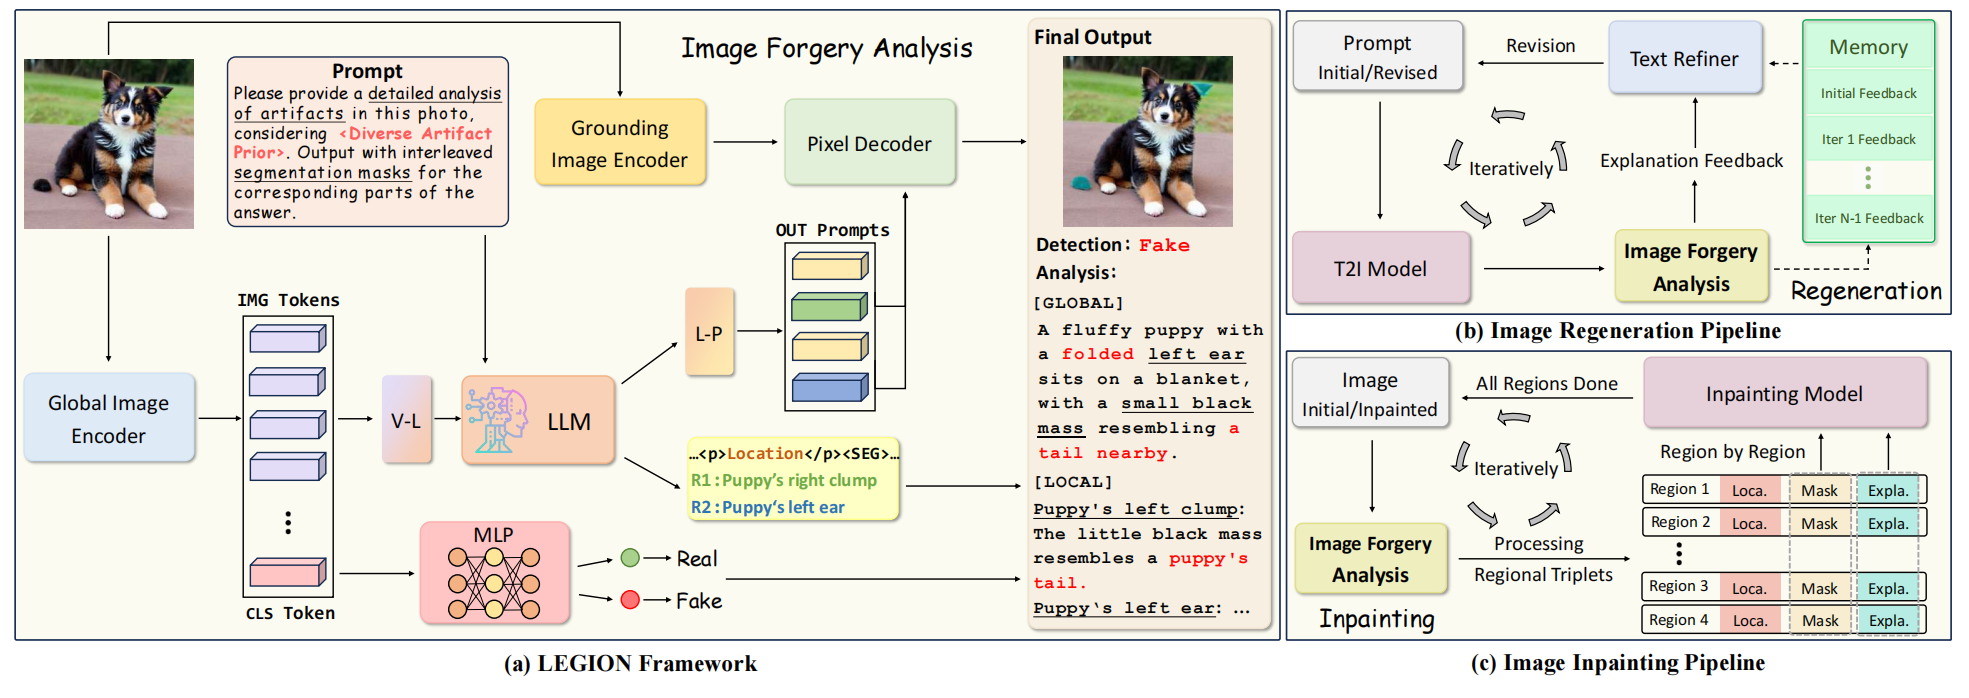 Image Forgery Analysis
Prompt
Please provide a detailed analysis
of artifacts in this photo,
considering <Diverse Artifact
Prior>. Output with interleaved
segmentation masks for the
corresponding parts of the
answer.
Grounding
Image Encoder
Pixel Decoder
OUT Prompts
IMG Tokens
Global Image
Encoder
V-L
LLM
L-P
…<p>Location</p><SEG>…
R1:Puppy’s right clump
R2:Puppy‘s left ear
MLP
Real
Fake
CLS Token
Final Output
Detection: Fake
Analysis:
[GLOBAL]
A fluffy puppy with
a folded left ear
sits on a blanket,
with a small black
mass resembling a
tail nearby.
[LOCAL]
Puppy's left clump:
The little black mass
resembles a puppy's
tail.
Puppy‘s left ear: …
(a) LEGION Framework
Prompt
Initial/Revised
Revision
Text Refiner
Memory
Initial Feedback
Iter 1 Feedback
Iter N-1 Feedback
Iteratively
Explanation Feedback
T2I Model
Image Forgery
Analysis
Regeneration
(b) Image Regeneration Pipeline
Image
Initial/Inpainted
All Regions Done
Inpainting Model
Iteratively
Region by Region
Region 1 Loca. Mask Expla.
Region 2 Loca. Mask Expla.
Region 3 Loca. Mask Expla.
Region 4 Loca. Mask Expla.
Image Forgery
Analysis
Processing
Regional Triplets
Inpainting
(c) Image Inpainting Pipeline